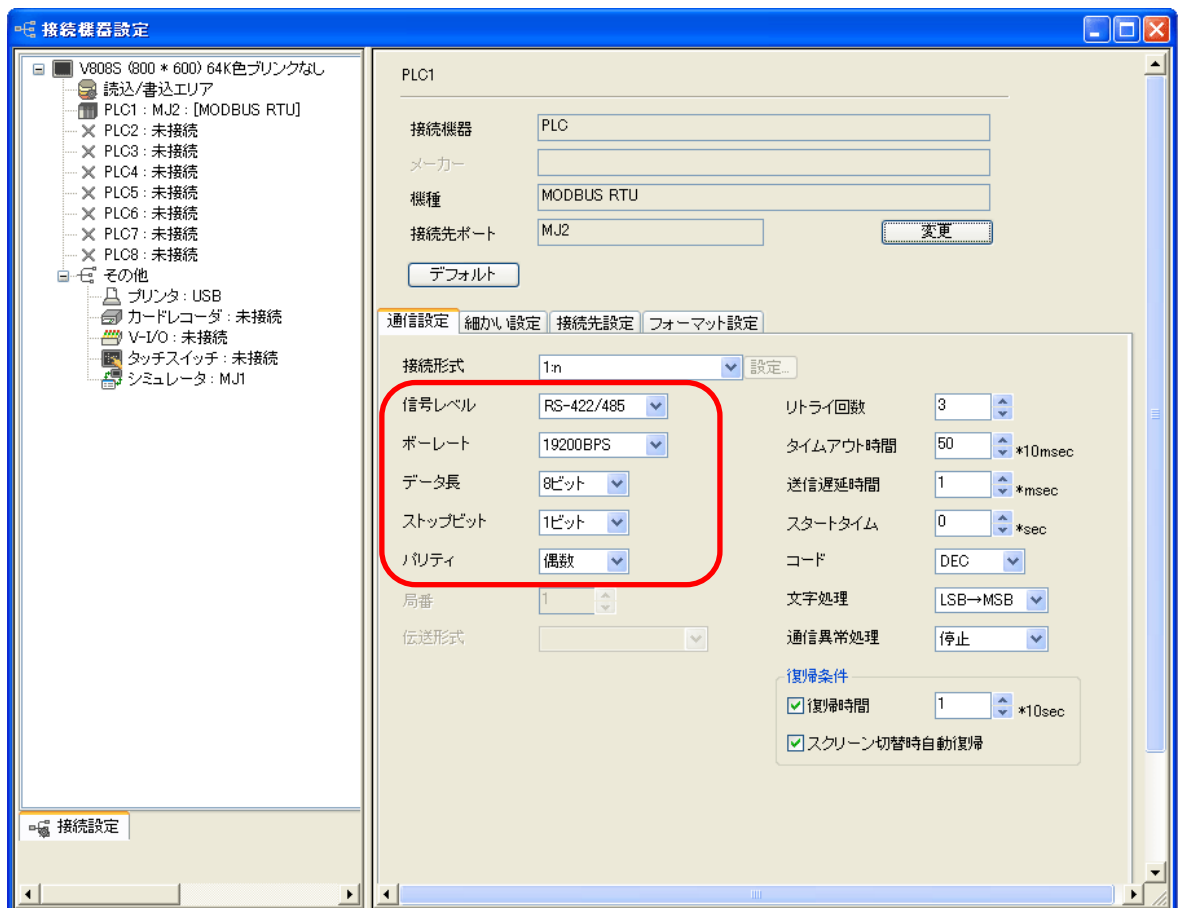 接続機器設定
V808S (800 * 600) 64K色ブリンクなし
読込/書込エリア
PLC1 : MJ2 : [MODBUS RTU]
PLC2 : 未接続
PLC3 : 未接続
PLC4 : 未接続
PLC5 : 未接続
PLC6 : 未接続
PLC7 : 未接続
PLC8 : 未接続
その他
プリンタ : USB
カードレコーダ : 未接続
V-I/O : 未接続
タッチスイッチ : 未接続
シミュレータ : MJ1
接続設定
PLC1
接続機器 PLC
メーカー
機種 MODBUS RTU
接続先ポート MJ2 変更
デフォルト
通信設定 細かい設定 接続先設定 フォーマット設定
接続形式 1:n 設定...
信号レベル RS-422/485
ボーレート 19200BPS
データ長 8ビット
ストップビット 1ビット
パリティ 偶数
局番 1
伝送形式
リトライ回数 3
タイムアウト時間 50 *10msec
送信遅延時間 1 *msec
スタートタイム 0 *sec
コード DEC
文字処理 LSB→MSB
通信異常処理 停止
復帰条件
復帰時間 1 *10sec
スクリーン切替時自動復帰